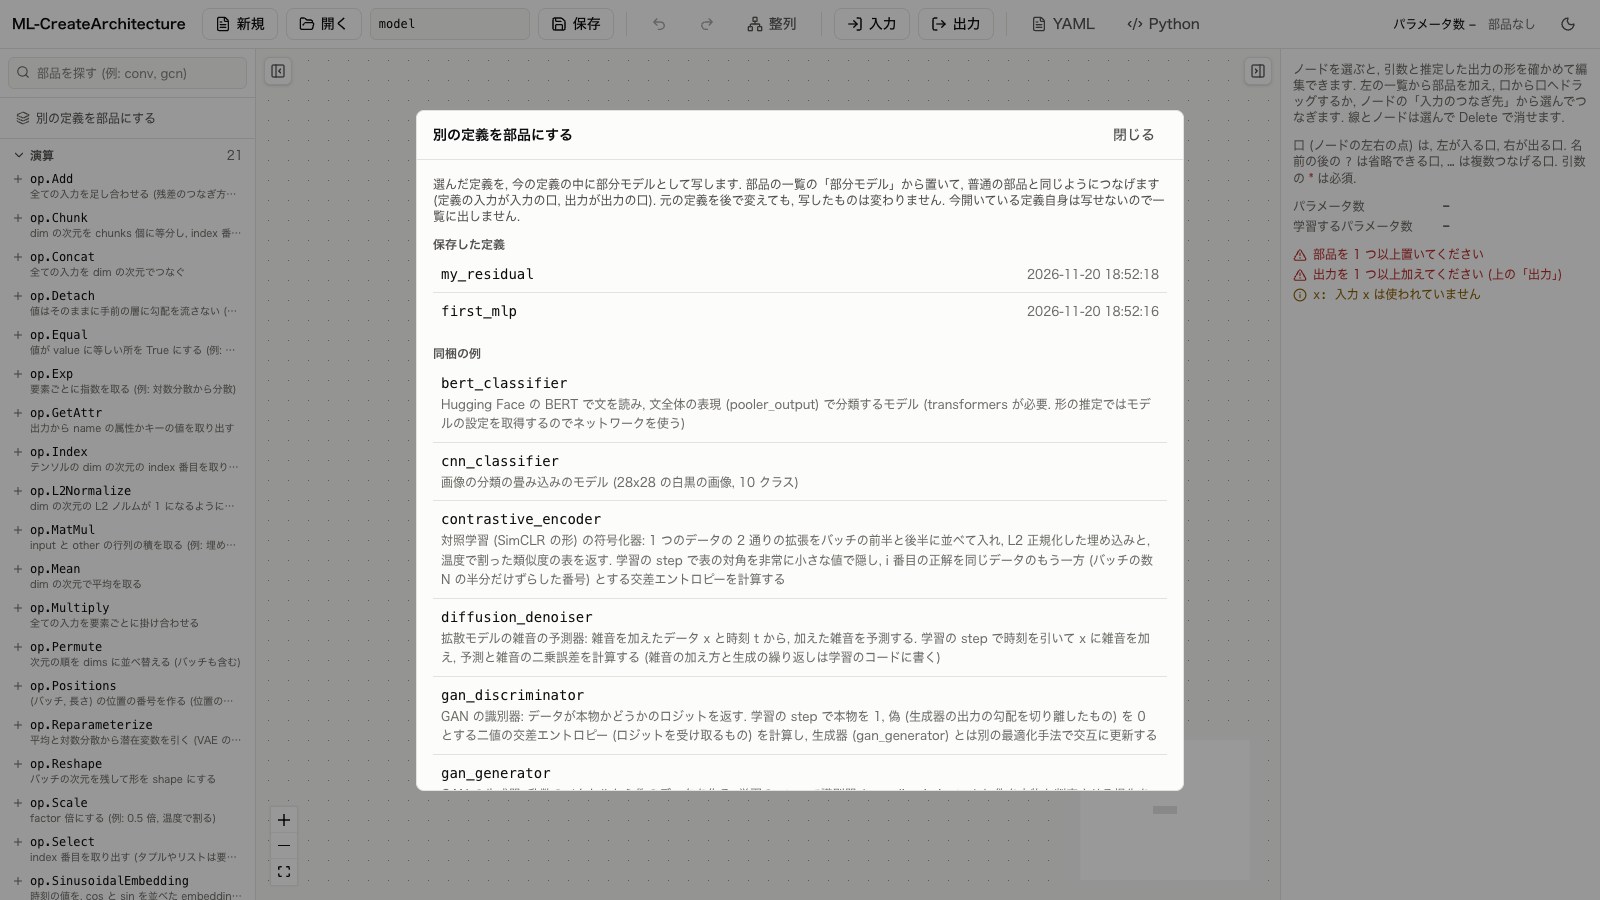 ML-CreateArchitecture
新規
開く
model
保存
整列
入力
出力
YAML
Python
パラメータ数 –
部品なし
部品を探す (例: conv, gcn)
別の定義を部品にする
演算 21
op.Add
全ての入力を足し合わせる (残差のつなぎ方…
op.Chunk
dim の次元を chunks 個に等分し, index 番…
op.Concat
全ての入力を dim の次元でつなぐ
op.Detach
値はそのままに手前の層に勾配を流さない (…
op.Equal
値が value に等しい所を True にする (例: …
op.Exp
要素ごとに指数を取る (例: 対数分散から分散)
op.GetAttr
出力から name の属性かキーの値を取り出す
op.Index
テンソルの dim の次元の index 番目を取り…
op.L2Normalize
dim の次元の L2 ノルムが 1 になるように…
op.MatMul
input と other の行列の積を取る (例: 埋め…
op.Mean
dim の次元で平均を取る
op.Multiply
全ての入力を要素ごとに掛け合わせる
op.Permute
次元の順を dims に並べ替える (バッチも含む)
op.Positions
(バッチ, 長さ) の位置の番号を作る (位置の…
op.Reparameterize
平均と対数分散から潜在変数を引く (VAE の…
op.Reshape
バッチの次元を残して形を shape にする
op.Scale
factor 倍にする (例: 0.5 倍, 温度で割る)
op.Select
index 番目を取り出す (タプルやリストは要…
op.SinusoidalEmbedding
時刻の値を, cos と sin を並べた embeddin…
別の定義を部品にする
閉じる
選んだ定義を, 今の定義の中に部分モデルとして写します. 部品の一覧の「部分モデル」から置いて, 普通の部品と同じようにつなげます
(定義の入力が入力の口, 出力が出力の口). 元の定義を後で変えても, 写したものは変わりません. 今開いている定義自身は写せないので一
覧に出しません.
保存した定義
my_residual 2026-11-20 18:52:18
first_mlp 2026-11-20 18:52:16
同梱の例
bert_classifier
Hugging Face の BERT で文を読み, 文全体の表現 (pooler_output) で分類するモデル (transformers が必要. 形の推定ではモデ
ルの設定を取得するのでネットワークを使う)
cnn_classifier
画像の分類の畳み込みのモデル (28x28 の白黒の画像, 10 クラス)
contrastive_encoder
対照学習 (SimCLR の形) の符号化器: 1 つのデータの 2 通りの拡張をバッチの前半と後半に並べて入れ, L2 正規化した埋め込みと,
温度で割った類似度の表を返す. 学習の step で表の対角を非常に小さな値で隠し, i 番目の正解を同じデータのもう一方 (バッチの数
N の半分だけずらした番号) とする交差エントロピーを計算する
diffusion_denoiser
拡散モデルの雑音の予測器: 雑音を加えたデータ x と時刻 t から, 加えた雑音を予測する. 学習の step で時刻を引いて x に雑音を加
え, 予測と雑音の二乗誤差を計算する (雑音の加え方と生成の繰り返しは学習のコードに書く)
gan_discriminator
GAN の識別器: データが本物かどうかのロジットを返す. 学習の step で本物を 1, 偽 (生成器の出力の勾配を切り離したもの) を 0
とする二値の交差エントロピー (ロジットを受け取るもの) を計算し, 生成器 (gan_generator) とは別の最適化手法で交互に更新する
gan_generator
ノードを選ぶと, 引数と推定した出力の形を確かめて編
集できます. 左の一覧から部品を加え, 口から口へドラ
ッグするか, ノードの「入力のつなぎ先」から選んでつ
なぎます. 線とノードは選んで Delete で消せます.
口 (ノードの左右の点) は, 左が入る口, 右が出る口. 名
前の後の ? は省略できる口, … は複数つなげる口. 引数
の * は必須.
パラメータ数 –
学習するパラメータ数 –
部品を 1 つ以上置いてください
出力を 1 つ以上加えてください (上の「出力」)
x: 入力 x は使われていません